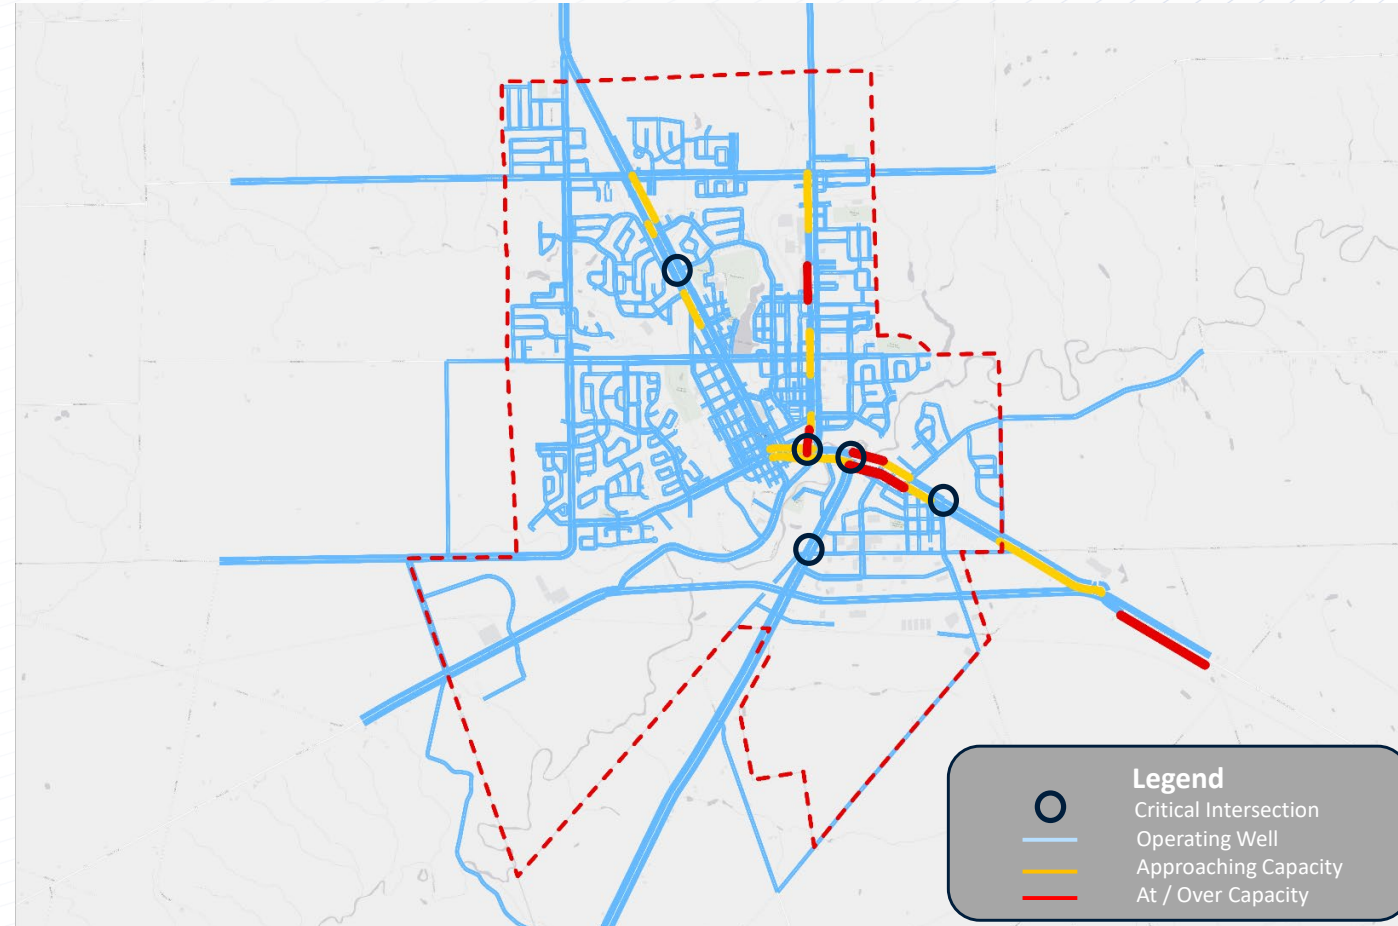 Legend
Critical Intersection
Operating Well
Approaching Capacity
At / Over Capacity